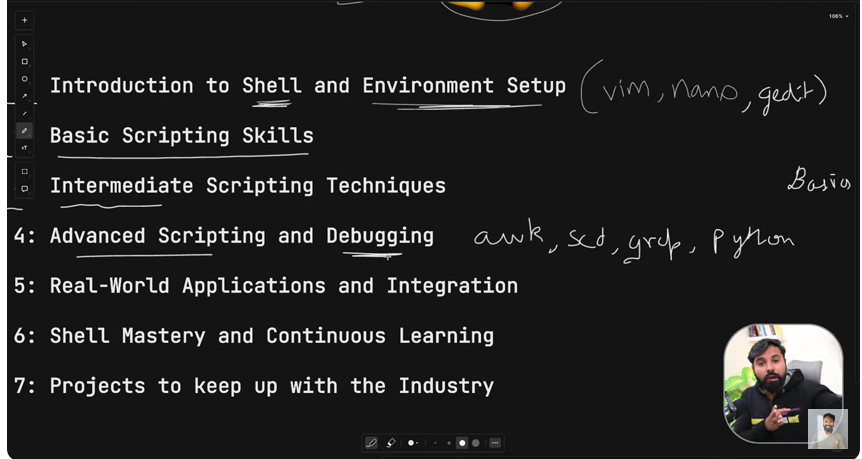 106%
Introduction to Shell and Environment Setup (vim, nano, gedit)
Basic Scripting Skills
Intermediate Scripting Techniques
Basics
4: Advanced Scripting and Debugging awk, sed, grep, python
5: Real-World Applications and Integration
6: Shell Mastery and Continuous Learning
7: Projects to keep up with the Industry